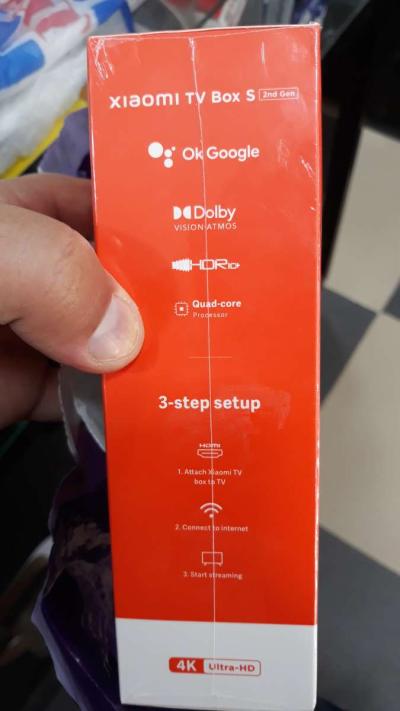 xiaomi TV Box S 2nd Gen
Ok Google
Dolby
VISION·ATMOS
HDR10+
Quad-core
Processor
3-step setup
HDMI
1. Attach Xiaomi TV
box to TV
2. Connect to internet
3. Start streaming
4K Ultra-HD